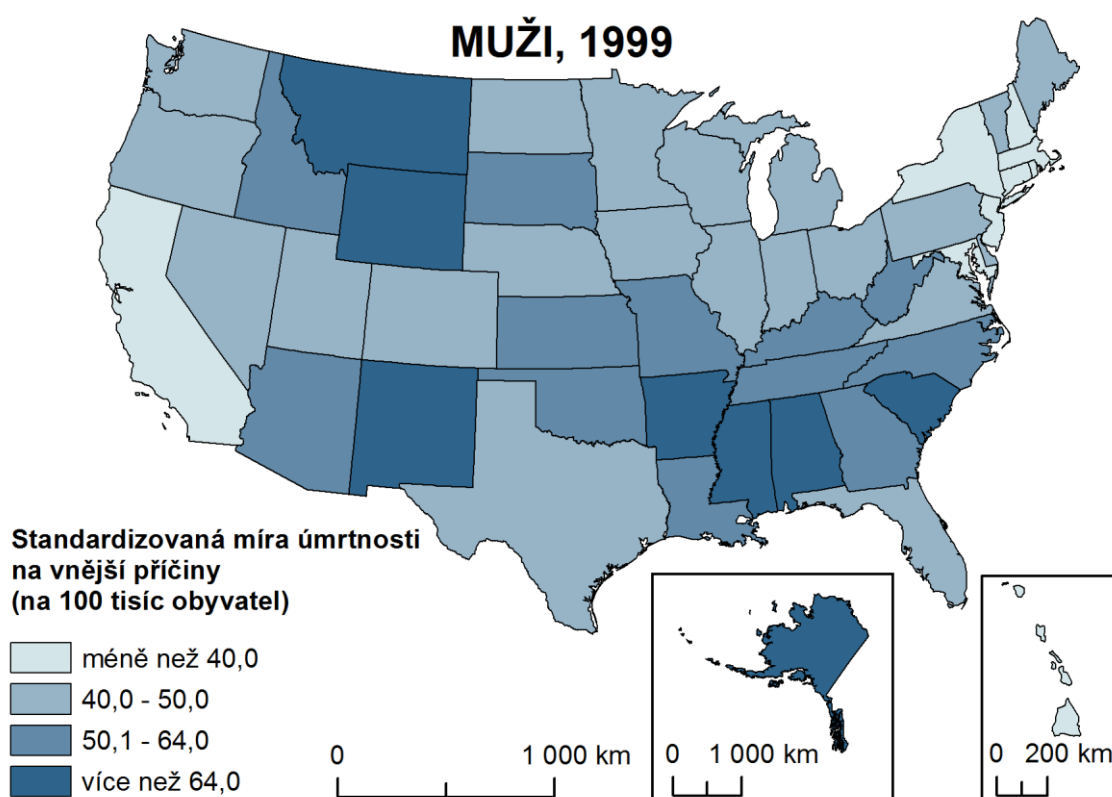 MUŽI, 1999
Standardizovaná míra úmrtnosti
na vnější příčiny
(na 100 tisíc obyvatel)
méně než 40,0
40,0 - 50,0
50,1 - 64,0
více než 64,0
0 1 000 km
0 1 000 km
0 200 km